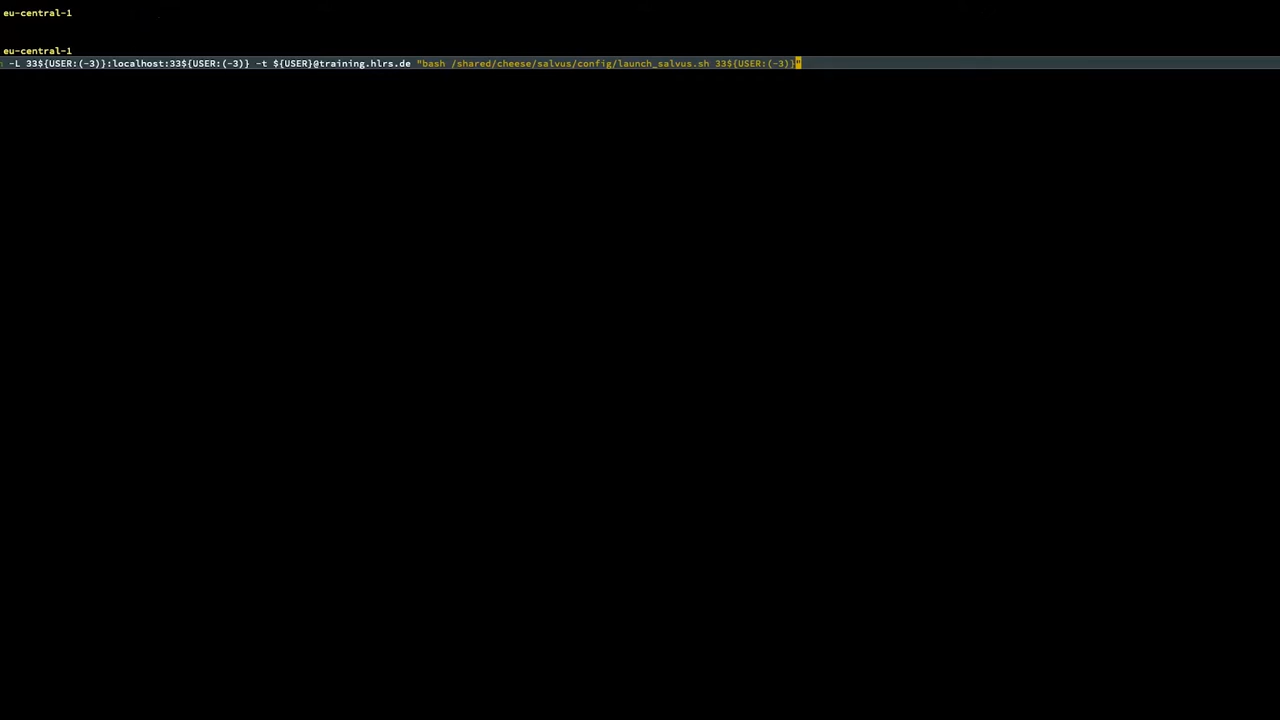 eu-central-1
eu-central-1
-L 33${USER:(-3)}:localhost:33${USER:(-3)} -t ${USER}@training.hlrs.de "bash /shared/cheese/salvus/config/launch_salvus.sh 33${USER:(-3)}"